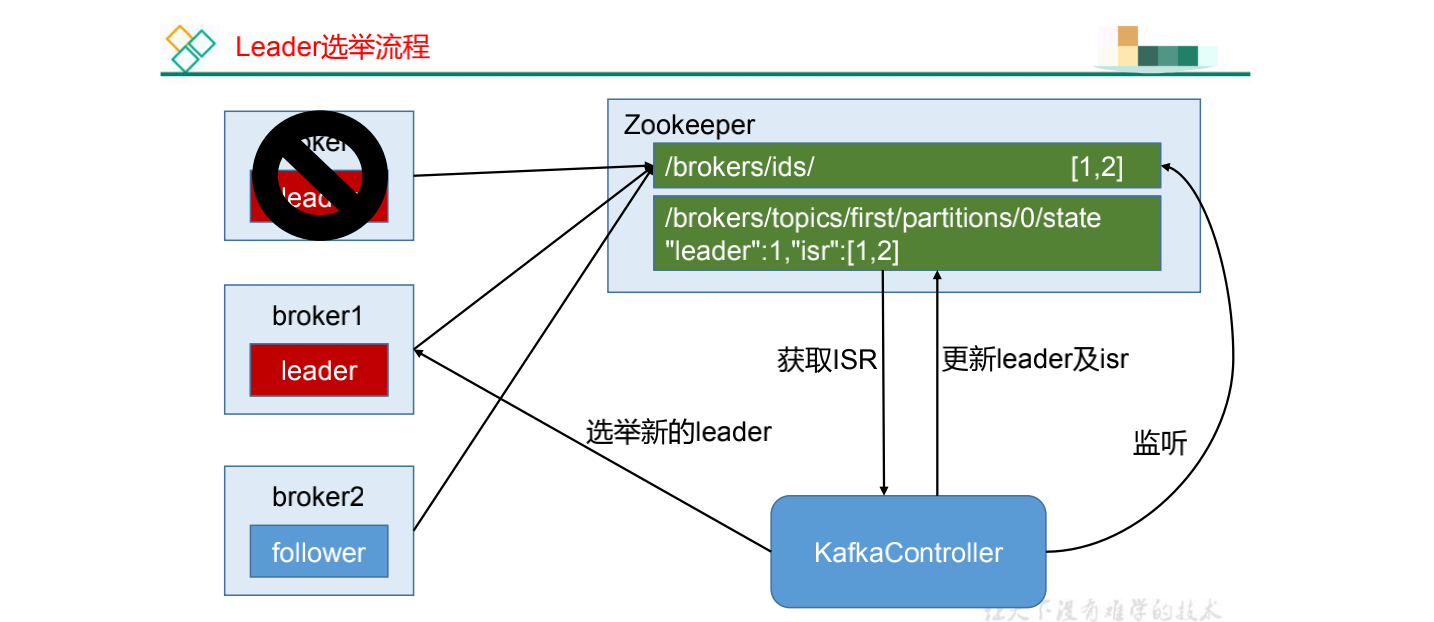 Leader选举流程
Zookeeper
/brokers/ids/ [1,2]
/brokers/topics/first/partitions/0/state
"leader":1,"isr":[1,2]
broker1
leader
broker2
follower
获取ISR
更新leader及isr
选举新的leader
监听
KafkaController
天下没有难学的技术